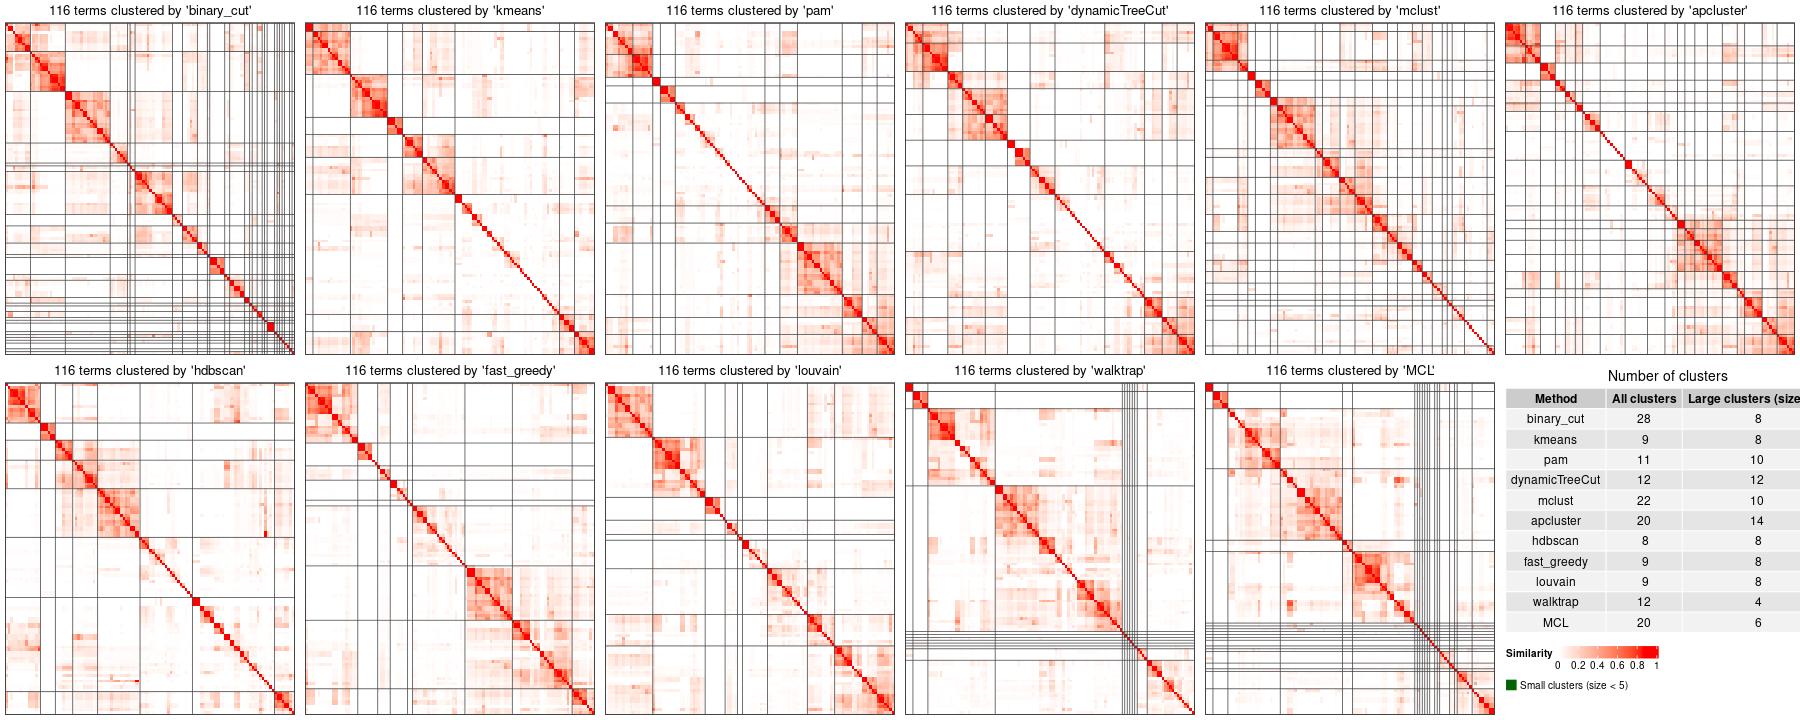 116 terms clustered by 'binary_cut'
116 terms clustered by 'kmeans'
116 terms clustered by 'pam'
116 terms clustered by 'dynamicTreeCut'
116 terms clustered by 'mclust'
116 terms clustered by 'apcluster'
116 terms clustered by 'hdbscan'
116 terms clustered by 'fast_greedy'
116 terms clustered by 'louvain'
116 terms clustered by 'walktrap'
116 terms clustered by 'MCL'
Number of clusters
Method All clusters Large clusters (size
binary_cut 28 8
kmeans 9 8
pam 11 10
dynamicTreeCut 12 12
mclust 22 10
apcluster 20 14
hdbscan 8 8
fast_greedy 9 8
louvain 9 8
walktrap 12 4
MCL 20 6
Similarity
0 0.2 0.4 0.6 0.8 1
Small clusters (size < 5)